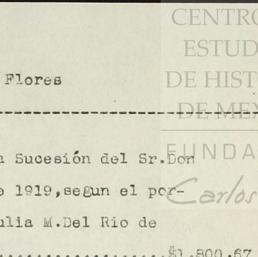 CENTRO
ESTUD
DE HIST
DE MEX
FUNDA
Carlos
Flores
Sucesión del Sr. Don
1919, segun el por-
ulia M. Del Rio de
$1,800.67